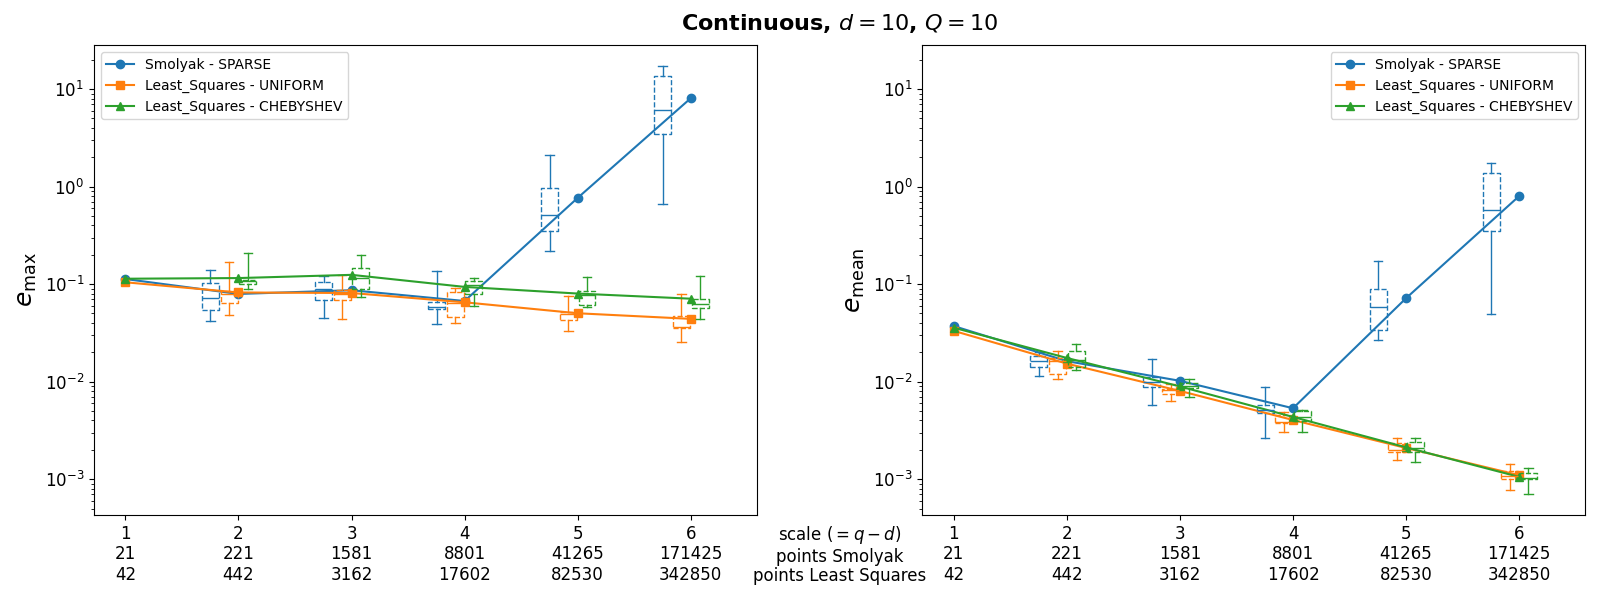 Continuous, d = 10, Q = 10
Smolyak - SPARSE
Least_Squares - UNIFORM
Least_Squares - CHEBYSHEV
e_max
10^1
10^0
10^{-1}
10^{-2}
10^{-3}
1 2 3 4 5 6
21 221 1581 8801 41265 171425
42 442 3162 17602 82530 342850
scale (= q − d)
points Smolyak
points Least Squares
Smolyak - SPARSE
Least_Squares - UNIFORM
Least_Squares - CHEBYSHEV
e_mean
10^1
10^0
10^{-1}
10^{-2}
10^{-3}
1 2 3 4 5 6
21 221 1581 8801 41265 171425
42 442 3162 17602 82530 342850